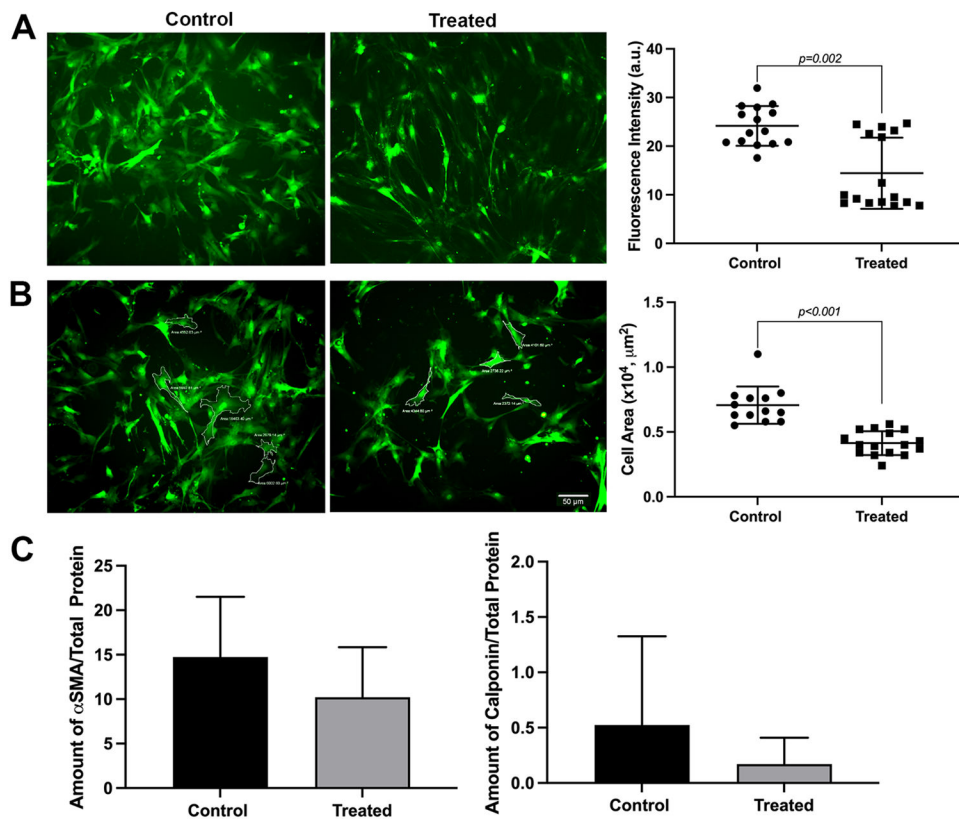 A
Control
Treated
Fluorescence Intensity (a.u.)
40
30
20
10
0
p=0.002
Control
Treated
B
50 μm
Cell Area (x10⁴, μm²)
1.5
1.0
0.5
0.0
p<0.001
Control
Treated
C
Amount of αSMA/Total Protein
25
20
15
10
5
0
Control
Treated
Amount of Calponin/Total Protein
2.0
1.5
1.0
0.5
0.0
Control
Treated